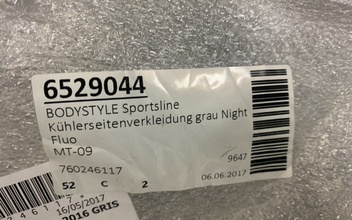 6529044
BODYSTYLE Sportsline
Kühlerseitenverkleidung grau Night
Fluo
MT-09
9647
760246117
06.06.2017
52 C 2
16/05/2017
2016 GRIS